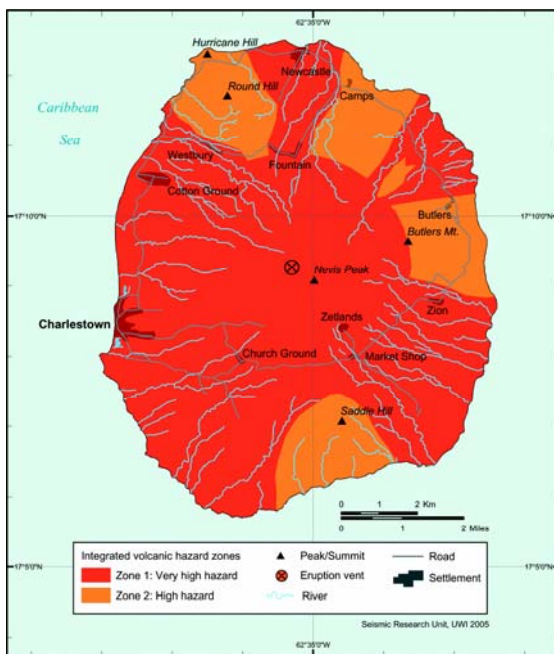 62°35'0"W
Hurricane Hill
Newcastle
Round Hill
Camps
Caribbean
Sea
Westbury
Fountain
Cotton Ground
17°10'0"N
17°10'0"N
Butlers
Butlers Mt.
Nevis Peak
Zion
Charlestown
Zetlands
Church Ground
Market Shop
Saddle Hill
0 1 2 Km
0 1 2 Miles
Integrated volcanic hazard zones
Zone 1: Very high hazard
Zone 2: High hazard
Peak/Summit
Eruption vent
River
Road
Settlement
17°5'0"N
17°5'0"N
Seismic Research Unit, UWI 2005
62°35'0"W